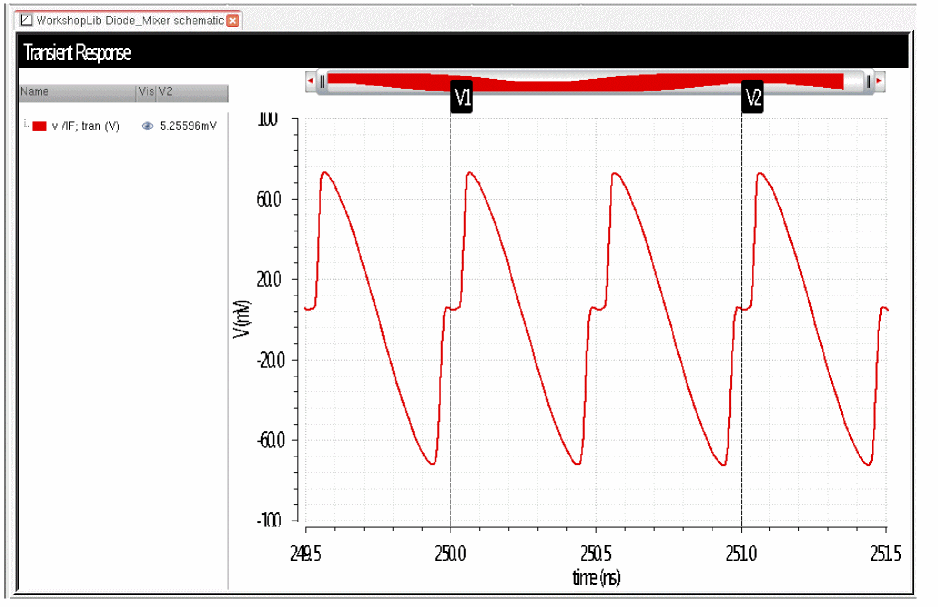 WorkshopLib Diode_Mixer schematic
Transient Response
Name Vis V2
v /IF; tran (V) 5.25596mV
V1 V2
100
60.0
20.0
V (mV)
-20.0
-60.0
-100
249.5 250.0 250.5 251.0 251.5
time (ns)